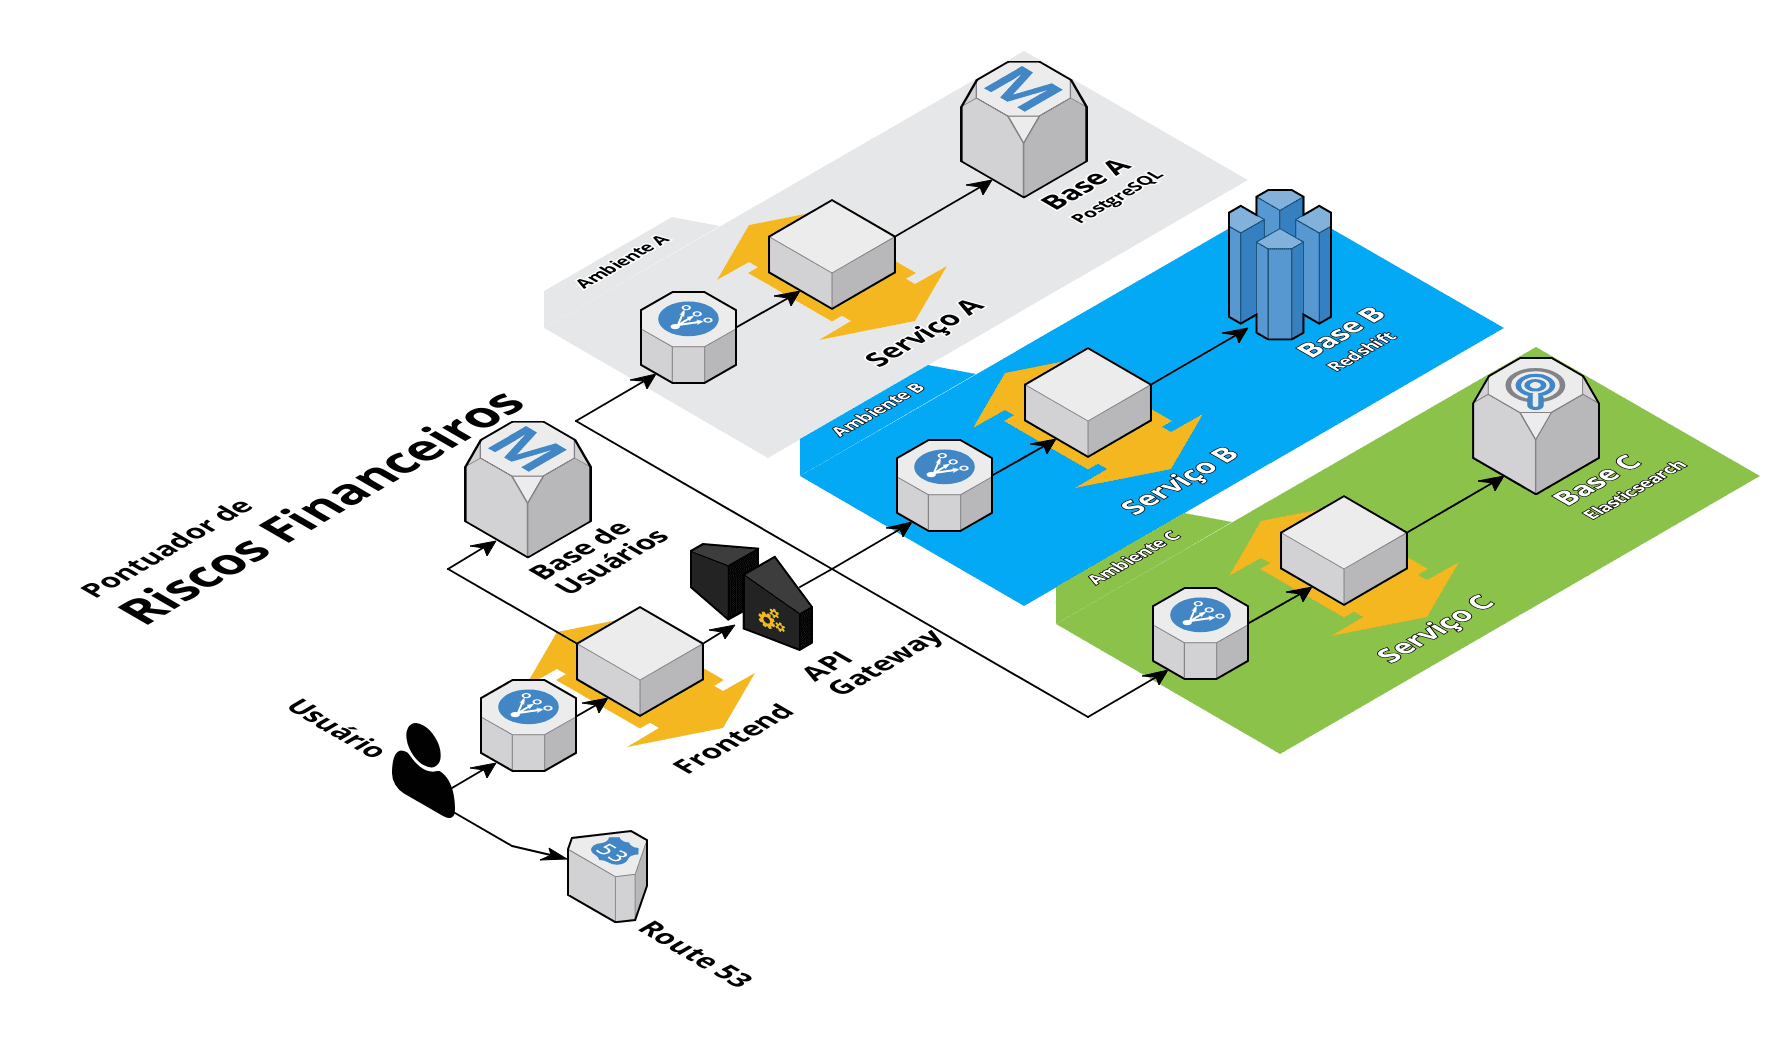 Pontuador de
Riscos Financeiros
Ambiente A
Serviço A
M
Base A
PostgreSQL
Ambiente B
Serviço B
Base B
Redshift
Ambiente C
Serviço C
Base C
Elasticsearch
M
Base de
Usuários
API
Gateway
Frontend
Usuário
53
Route 53